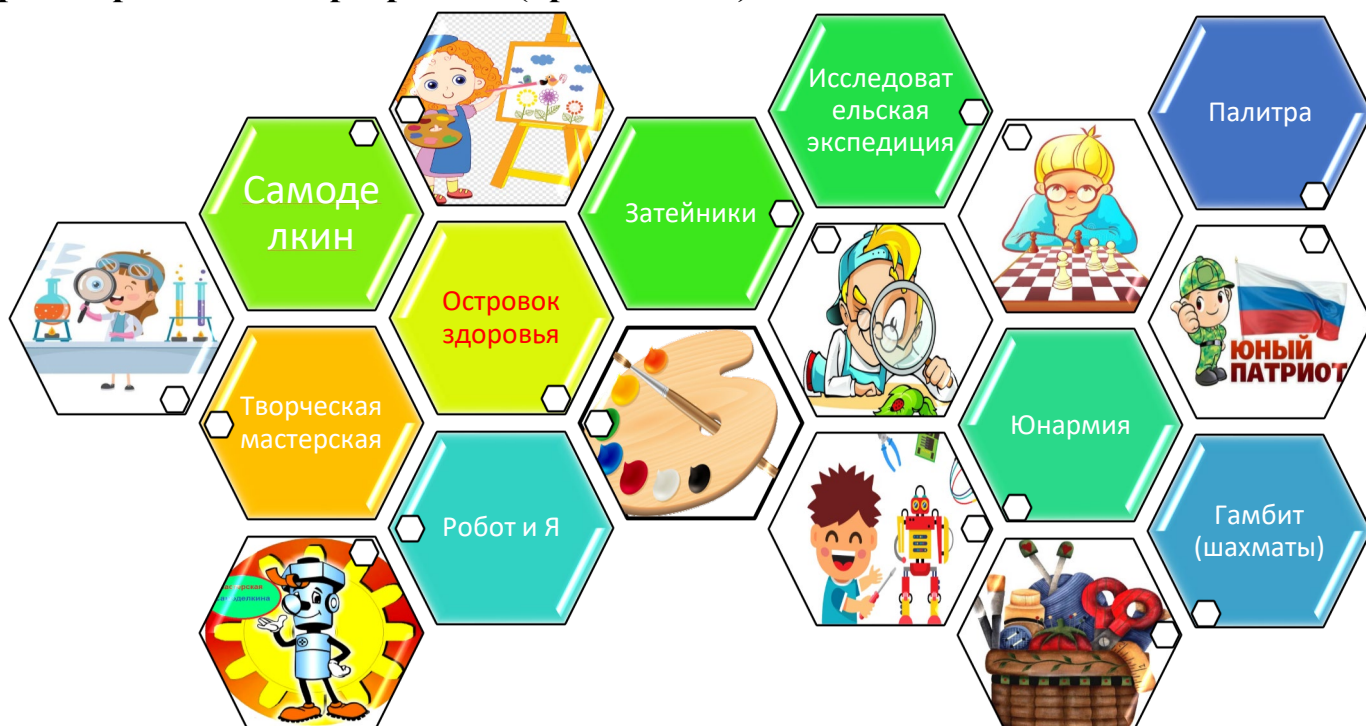 Самоде
лкин
Островок
здоровья
Затейники
Исследоват
ельская
экспедиция
Палитра
Творческая
мастерская
Робот и Я
Юнармия
ЮНЫЙ
ПАТРИОТ
Гамбит
(шахматы)